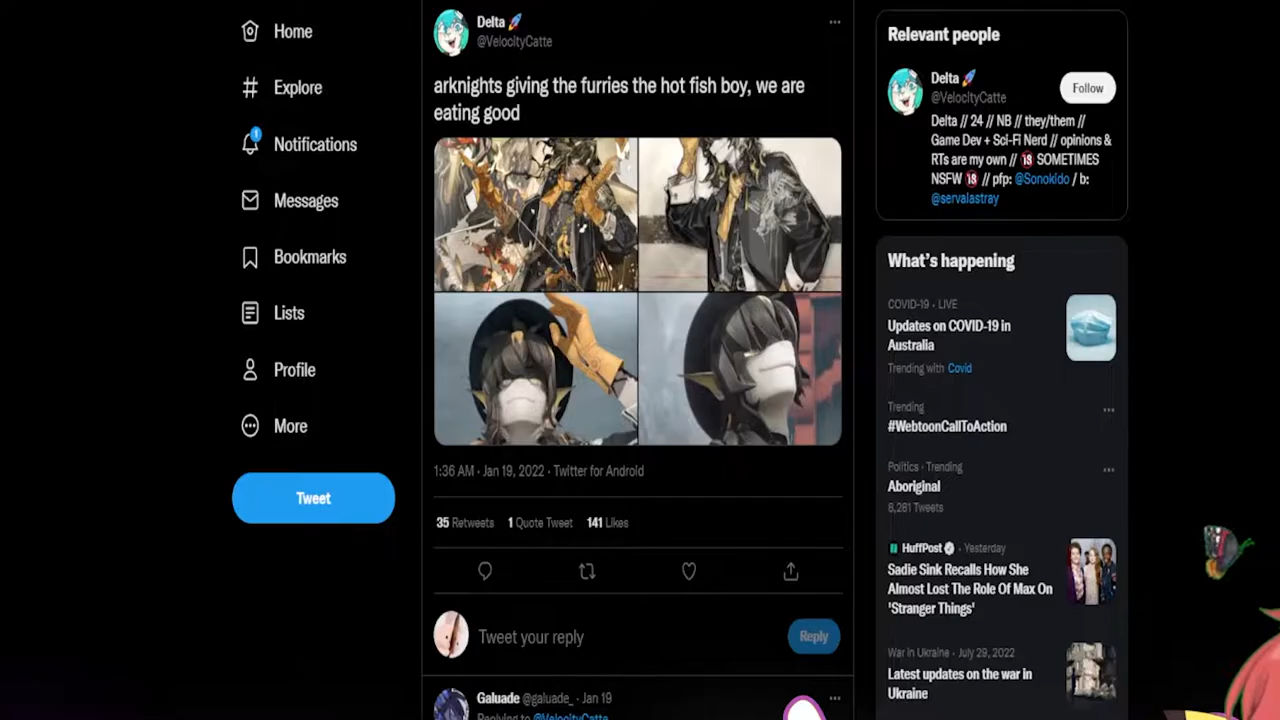 Home
Explore
1
Notifications
Messages
Bookmarks
Lists
Profile
More
Tweet
Delta 🚀
@VelocityCatte
arknights giving the furries the hot fish boy, we are
eating good
1:36 AM · Jan 19, 2022 · Twitter for Android
35 Retweets 1 Quote Tweet 141 Likes
Tweet your reply
Reply
Galuade @galuade_ · Jan 19
Replying to @VelocityCatte
Relevant people
Delta 🚀
@VelocityCatte
Follow
Delta // 24 // NB // they/them //
Game Dev + Sci-Fi Nerd // opinions &
RTs are my own // 🔞 SOMETIMES
NSFW 🔞 // pfp: @Sonokido / b:
@servalastray
What's happening
COVID-19 · LIVE
Updates on COVID-19 in
Australia
Trending with Covid
Trending
#WebtoonCallToAction
Politics · Trending
Aboriginal
8,281 Tweets
HuffPost · Yesterday
Sadie Sink Recalls How She
Almost Lost The Role Of Max On
'Stranger Things'
War in Ukraine · July 29, 2022
Latest updates on the war in
Ukraine